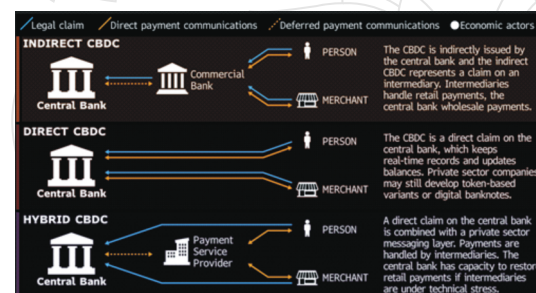 Legal claim Direct payment communications Deferred payment communications Economic actors
INDIRECT CBDC
Central Bank
Commercial
Bank
PERSON
MERCHANT
The CBDC is indirectly issued by
the central bank and the indirect
CBDC represents a claim on an
intermediary. Intermediaries
handle retail payments, the
central bank wholesale payments.
DIRECT CBDC
Central Bank
PERSON
MERCHANT
The CBDC is a direct claim on the
central bank, which keeps
real-time records and updates
balances. Private sector companies
may still develop token-based
variants or digital banknotes.
HYBRID CBDC
Central Bank
Payment
Service
Provider
PERSON
MERCHANT
A direct claim on the central bank
is combined with a private sector
messaging layer. Payments are
handled by intermediaries. The
central bank has capacity to restor
retail payments if intermediaries
are under technical stress.